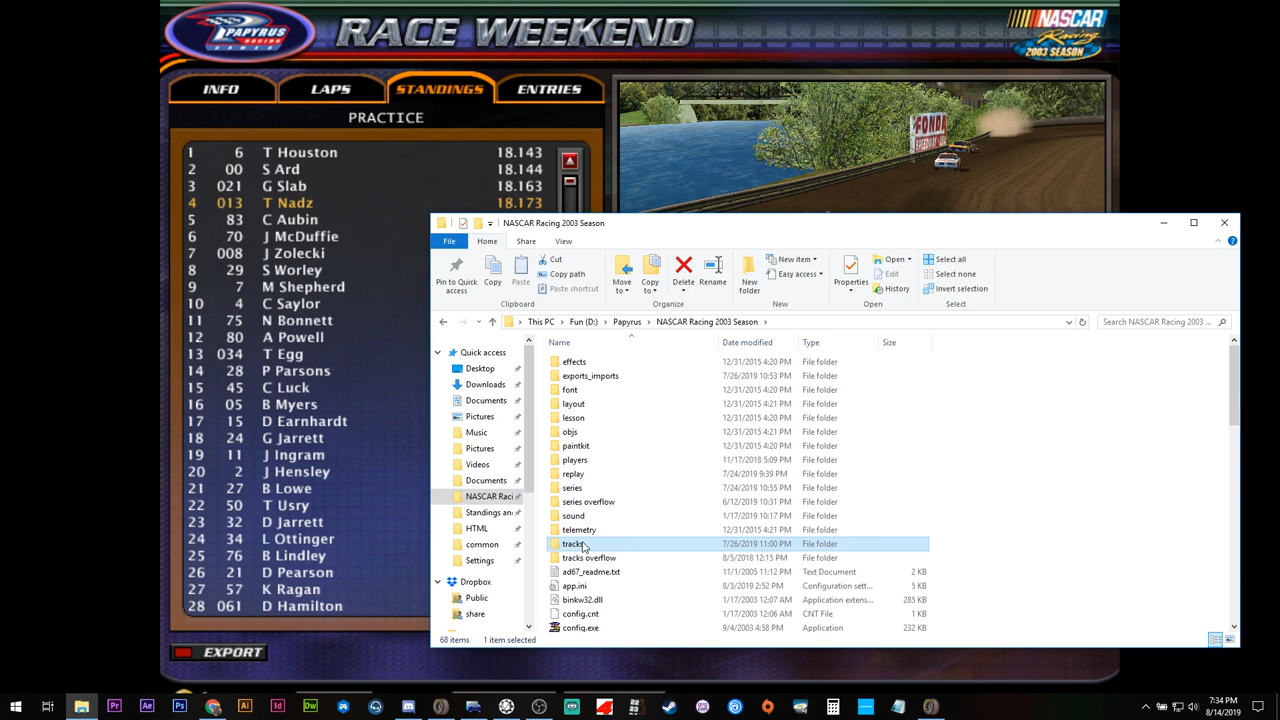 PAPYRUS
RACING
GAMES
RACE WEEKEND
NASCAR
Racing
2003 SEASON
INFO
LAPS
STANDINGS
ENTRIES
PRACTICE
1 6 T Houston 18.143
2 00 S Ard 18.144
3 021 G Slab 18.163
4 013 T Nadz 18.173
5 83 C Aubin
6 70 J McDuffie
7 008 J Zolecki
8 29 S Worley
9 7 M Shepherd
10 4 C Saylor
11 75 N Bonnett
12 80 A Powell
13 034 T Egg
14 28 P Parsons
15 45 C Luck
16 05 B Myers
17 15 D Earnhardt
18 24 G Jarrett
19 11 J Ingram
20 2 J Hensley
21 27 B Lowe
22 50 T Usry
23 32 D Jarrett
24 34 L Ottinger
25 76 B Lindley
26 21 D Pearson
27 57 K Ragan
28 061 D Hamilton
EXPORT
FONDA
SPEEDWAY
NASCAR Racing 2003 Season
File
Home
Share
View
Pin to Quick access
Copy
Paste
Cut
Copy path
Paste shortcut
Clipboard
Move to
Copy to
Delete
Rename
Organize
New folder
New item
Easy access
New
Properties
Open
Edit
History
Open
Select all
Select none
Invert selection
Select
This PC > Fun (D:) > Papyrus > NASCAR Racing 2003 Season >
Search NASCAR Racing 2003 ...
Quick access
Desktop
Downloads
Documents
Pictures
Music
Pictures
Videos
Documents
NASCAR Raci
Standings an
HTML
common
Settings
Dropbox
Public
share
Name Date modified Type Size
effects 12/31/2015 4:20 PM File folder
exports_imports 7/26/2019 10:53 PM File folder
font 12/31/2015 4:20 PM File folder
layout 12/31/2015 4:21 PM File folder
lesson 12/31/2015 4:20 PM File folder
objs 12/31/2015 4:21 PM File folder
paintkit 12/31/2015 4:20 PM File folder
players 11/17/2018 5:09 PM File folder
replay 7/24/2019 9:39 PM File folder
series 7/24/2019 10:55 PM File folder
series overflow 6/12/2019 10:31 PM File folder
sound 1/17/2019 10:17 PM File folder
telemetry 12/31/2015 4:21 PM File folder
tracks 7/26/2019 11:00 PM File folder
tracks overflow 8/5/2018 12:15 PM File folder
ad67_readme.txt 11/1/2005 11:12 PM Text Document 2 KB
app.ini 8/3/2019 2:52 PM Configuration sett... 5 KB
binkw32.dll 1/17/2003 12:07 AM Application extens... 285 KB
config.cnt 1/17/2003 12:06 AM CNT File 1 KB
config.exe 9/4/2003 4:58 PM Application 232 KB
68 items 1 item selected
Pr
Ae
Ps
Ai
Id
Dw
7:34 PM
8/14/2019